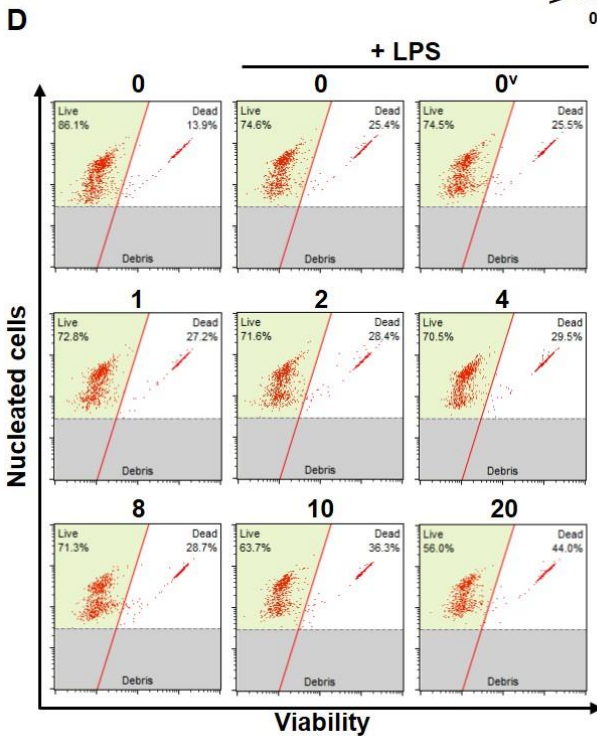 D
0
+ LPS
0 0 0v
Live Dead
86.1% 13.9%
Debris
Live Dead
74.6% 25.4%
Debris
Live Dead
74.5% 25.5%
Debris
1 2 4
Live Dead
72.8% 27.2%
Debris
Live Dead
71.6% 28.4%
Debris
Live Dead
70.5% 29.5%
Debris
8 10 20
Live Dead
71.3% 28.7%
Debris
Live Dead
63.7% 36.3%
Debris
Live Dead
56.0% 44.0%
Debris
Nucleated cells
Viability